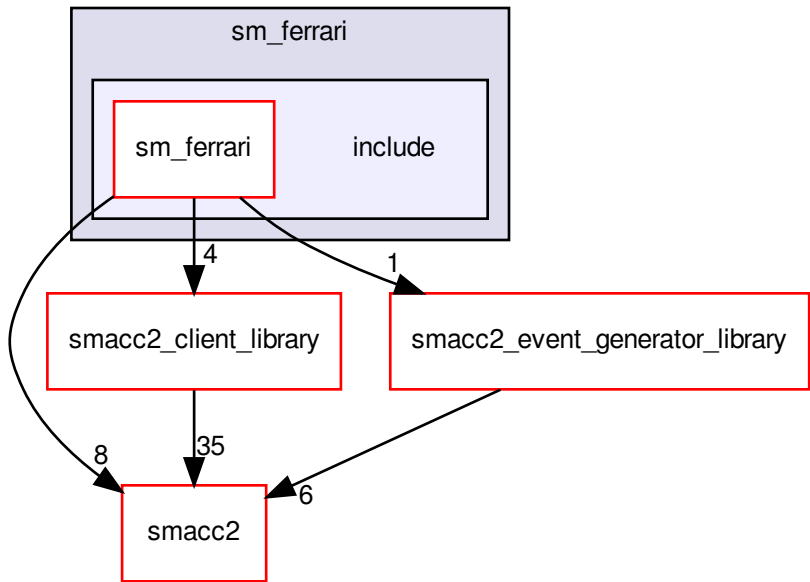 sm_ferrari
sm_ferrari
include
4
1
smacc2_client_library
smacc2_event_generator_library
8
35
6
smacc2